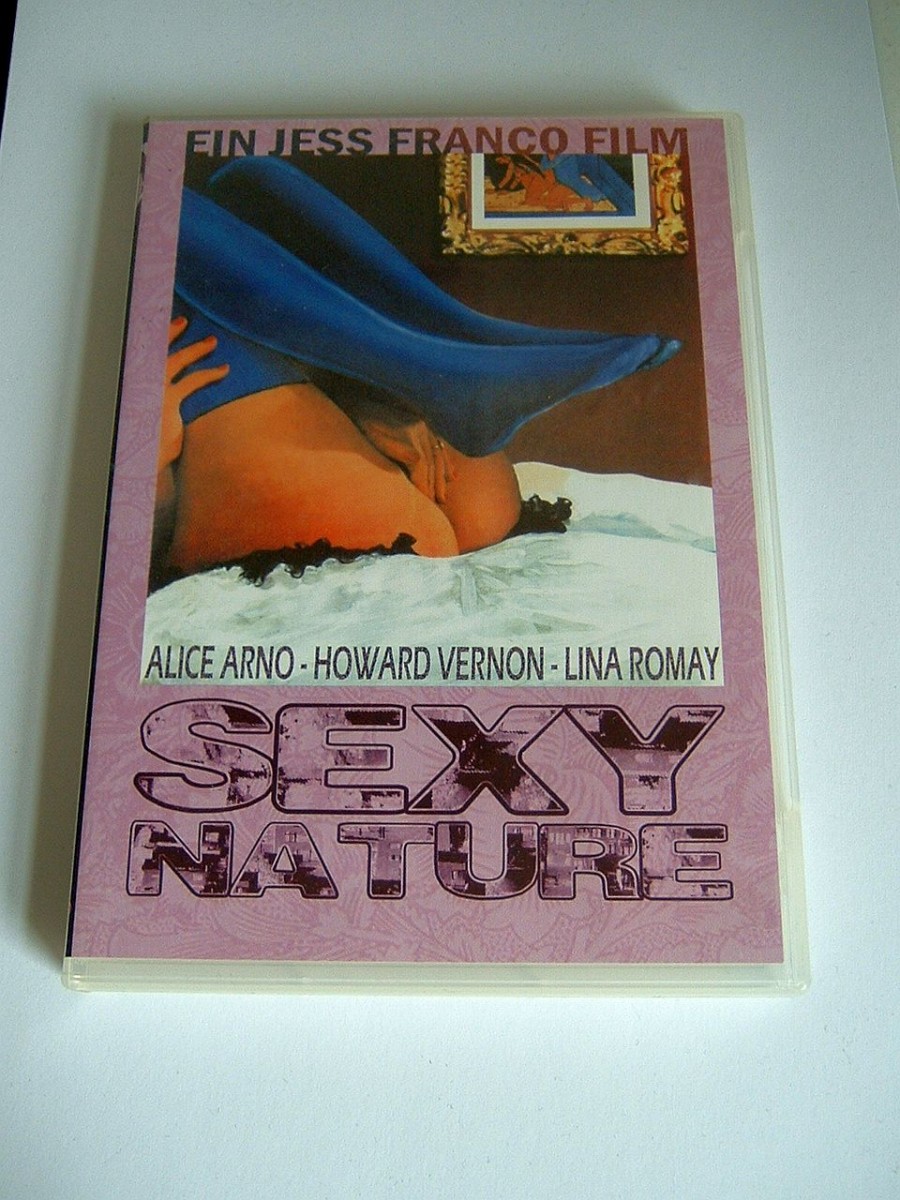 EIN JESS FRANCO FILM
ALICE ARNO - HOWARD VERNON - LINA ROMAY
SEXY
NATURE